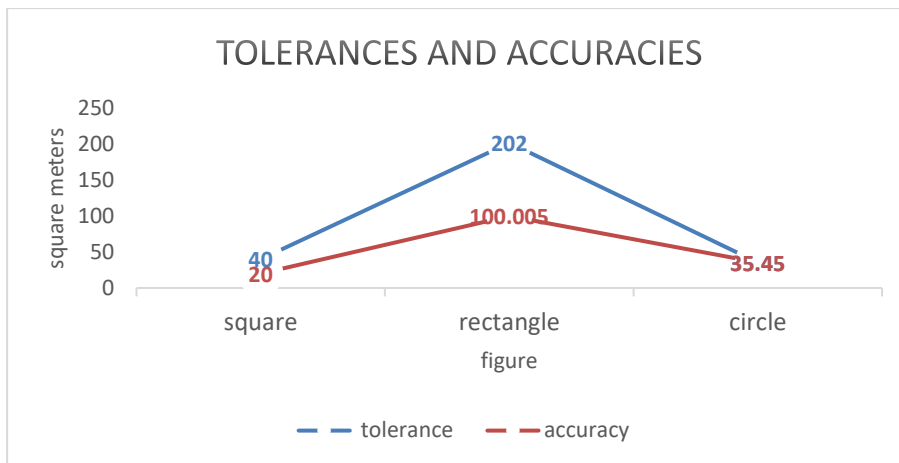 TOLERANCES AND ACCURACIES
square meters
250
200
150
100
50
0
202
100.005
40
20
35.45
square rectangle circle
figure
tolerance accuracy